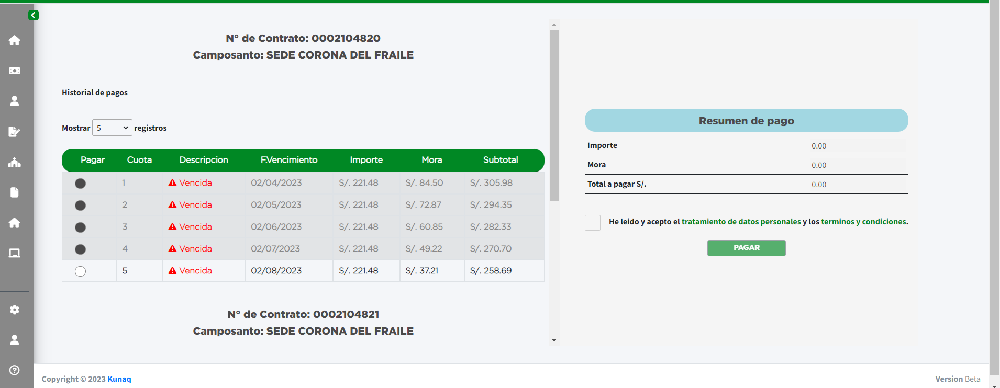 N° de Contrato: 0002104820
Camposanto: SEDE CORONA DEL FRAILE
Historial de pagos
Mostrar 5 registros
Pagar Cuota Descripcion F.Vencimiento Importe Mora Subtotal
1 Vencida 02/04/2023 S/. 221.48 S/. 84.50 S/. 305.98
2 Vencida 02/05/2023 S/. 221.48 S/. 72.87 S/. 294.35
3 Vencida 02/06/2023 S/. 221.48 S/. 60.85 S/. 282.33
4 Vencida 02/07/2023 S/. 221.48 S/. 49.22 S/. 270.70
5 Vencida 02/08/2023 S/. 221.48 S/. 37.21 S/. 258.69
N° de Contrato: 0002104821
Camposanto: SEDE CORONA DEL FRAILE
Resumen de pago
Importe 0.00
Mora 0.00
Total a pagar S/. 0.00
He leido y acepto el tratamiento de datos personales y los terminos y condiciones.
PAGAR
Copyright © 2023 Kunaq
Version Beta